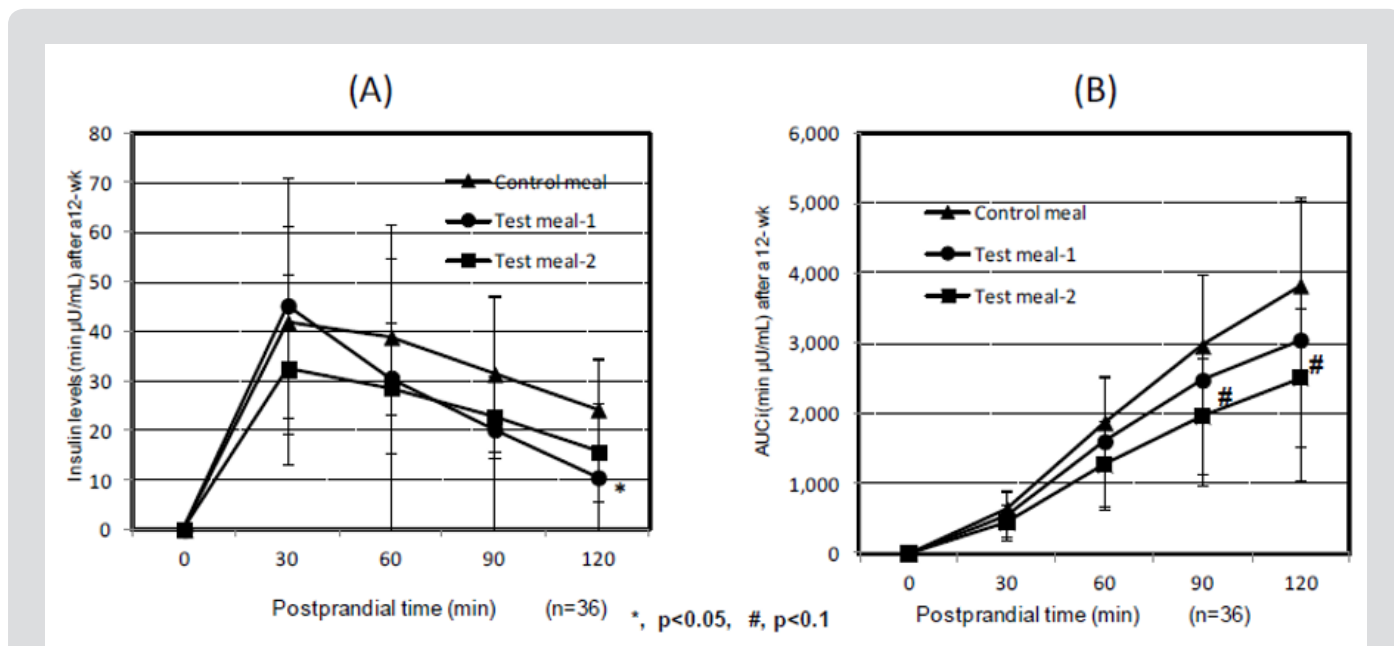 (A)
(B)
Insulin levels (min µU/mL) after a12-wk
80
70
60
50
40
30
20
10
0
Control meal
Test meal-1
Test meal-2
*
0 30 60 90 120
Postprandial time (min) (n=36)
AUCi(min µU/mL) after a 12- wk
6,000
5,000
4,000
3,000
2,000
1,000
0
Control meal
Test meal-1
Test meal-2
#
#
0 30 60 90 120
Postprandial time (min) (n=36)
*, p<0.05, #, p<0.1